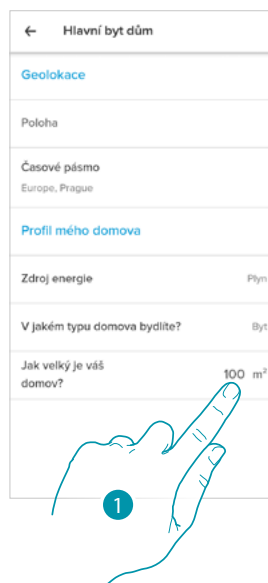 ← Hlavní byt dům
Geolokace
Poloha
Časové pásmo
Europe, Prague
Profil mého domova
Zdroj energie Plyn
V jakém typu domova bydlíte? Byt
Jak velký je váš
domov? 100 m²
1